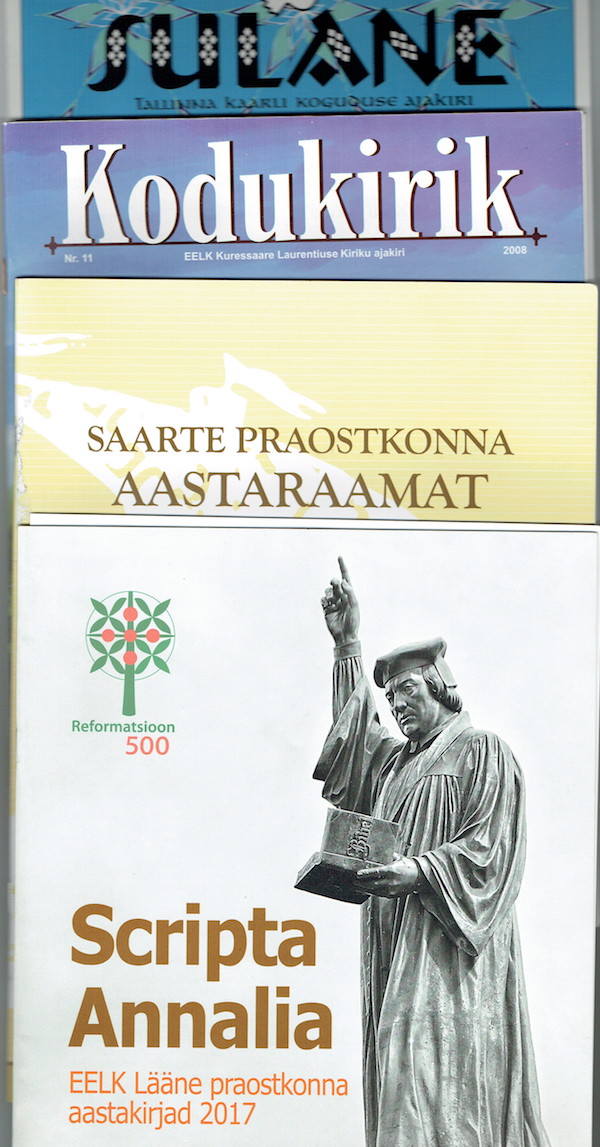 SULANE
TALLINNA KAARLI KOGUDUSE AJAKIRI
Kodukirik
Nr. 11 EELK Kuressaare Laurentiuse Kiriku ajakiri 2008
SAARTE PRAOSTKONNA
AASTARAAMAT
Reformatsioon
500
Bibel
Scripta
Annalia
EELK Lääne praostkonna
aastakirjad 2017